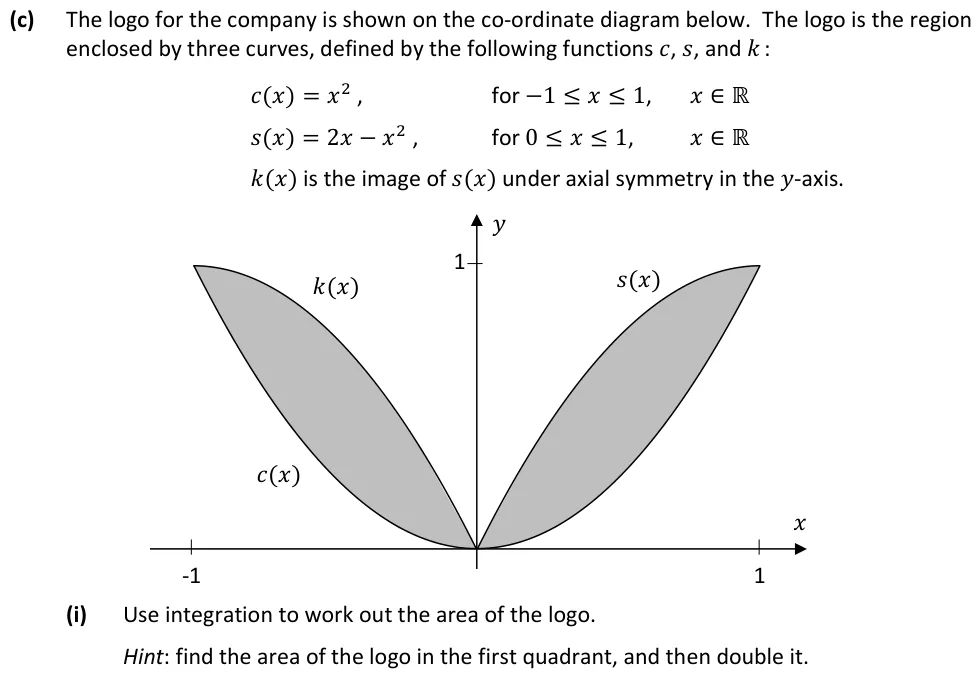 (c) The logo for the company is shown on the co-ordinate diagram below. The logo is the region
enclosed by three curves, defined by the following functions c, s, and k :
c(x) = x², for −1 ≤ x ≤ 1, x ∈ ℝ
s(x) = 2x − x², for 0 ≤ x ≤ 1, x ∈ ℝ
k(x) is the image of s(x) under axial symmetry in the y-axis.
y
1
k(x)
s(x)
c(x)
x
-1
1
(i) Use integration to work out the area of the logo.
Hint: find the area of the logo in the first quadrant, and then double it.